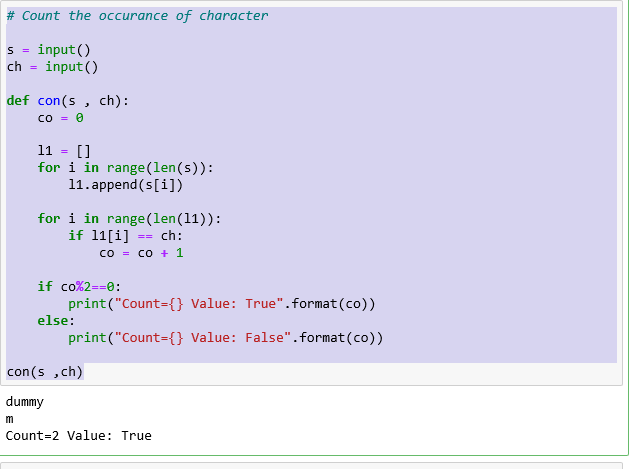 # Count the occurance of character
s = input()
ch = input()
def con(s , ch):
    co = 0
    l1 = []
    for i in range(len(s)):
        l1.append(s[i])
    for i in range(len(l1)):
        if l1[i] == ch:
            co = co + 1
    if co%2==0:
        print("Count={} Value: True".format(co))
    else:
        print("Count={} Value: False".format(co))
con(s ,ch)
dummy
m
Count=2 Value: True